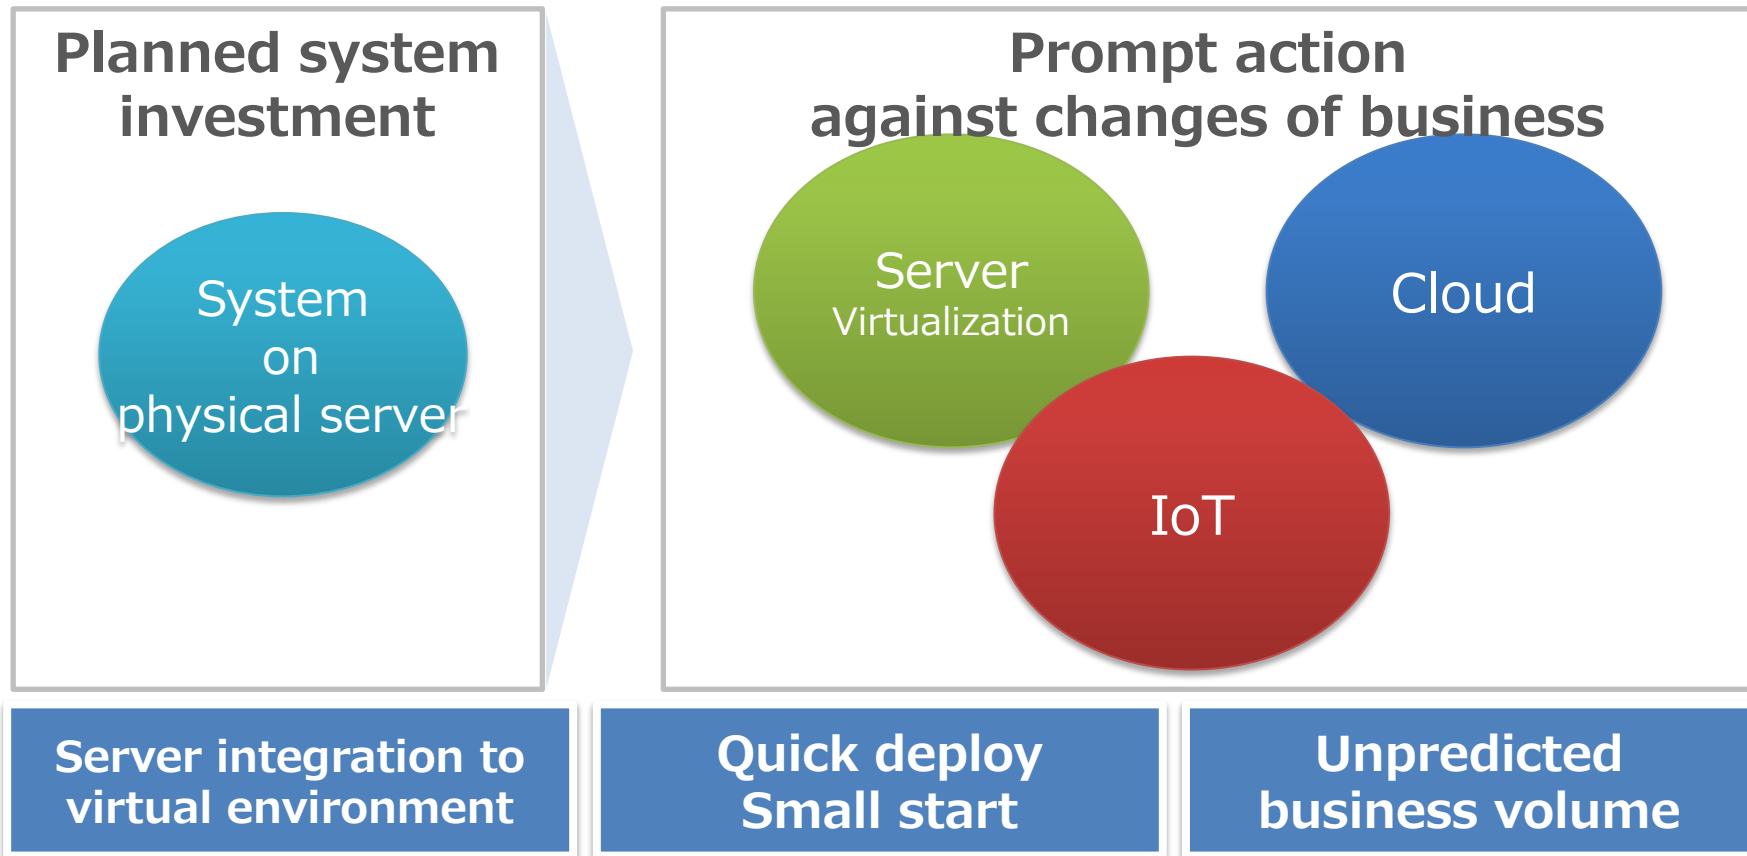 Planned system
investment
System
on
physical server
Prompt action
against changes of business
Server
Virtualization
Cloud
IoT
Server integration to
virtual environment
Quick deploy
Small start
Unpredicted
business volume